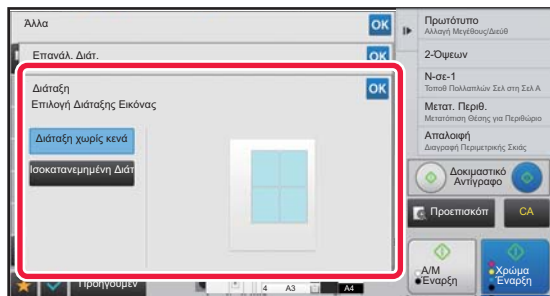 Άλλα
OK
Επανάλ. Διάτ.
OK
Διάταξη
OK
Επιλογή Διάταξης Εικόνας
Διάταξη χωρίς κενά
Ισοκατανεμημένη Διάτ
Προηγούμεν
4 A3
A4
Πρωτότυπο
Αλλαγή Μεγέθους/Διεύθ
2-Όψεων
N-σε-1
Τοποθ Πολλαπλών Σελ στη Σελ Α
Μετατ. Περιθ.
Μετατόπιση Θέσης για Περιθώριο
Απαλοιφή
Διαγραφή Περιμετρικής Σκιάς
Δοκιμαστικό
Αντίγραφο
Προεπισκόπ
CA
Α/Μ
Έναρξη
Χρώμα
Έναρξη